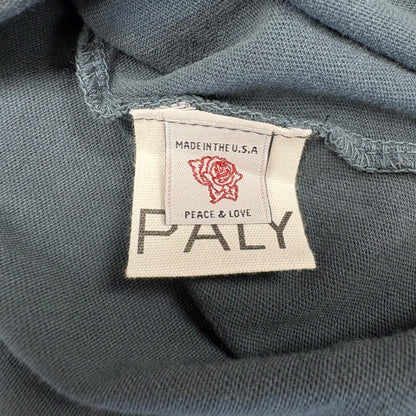 MADE IN THE U.S.A
PEACE & LOVE
PALY